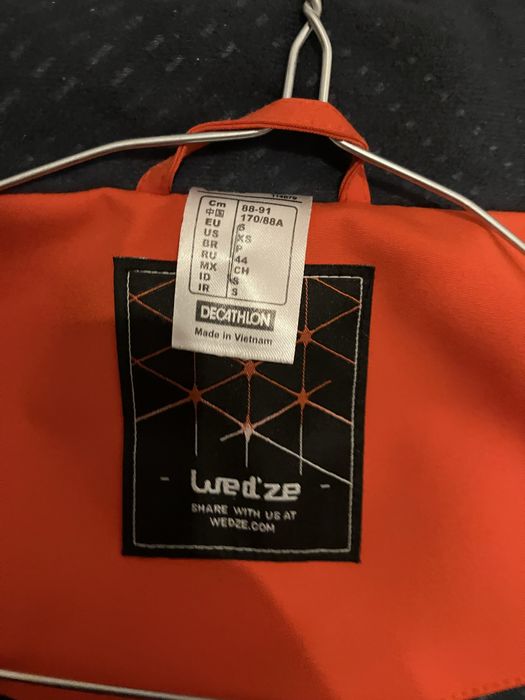 Cm 88-91
中国 170/88A
EU S
US XS
BR P
RU 44
MX CH
ID S
IR S
DECATHLON
Made in Vietnam
- Wed'ze -
SHARE WITH US AT
WEDZE.COM